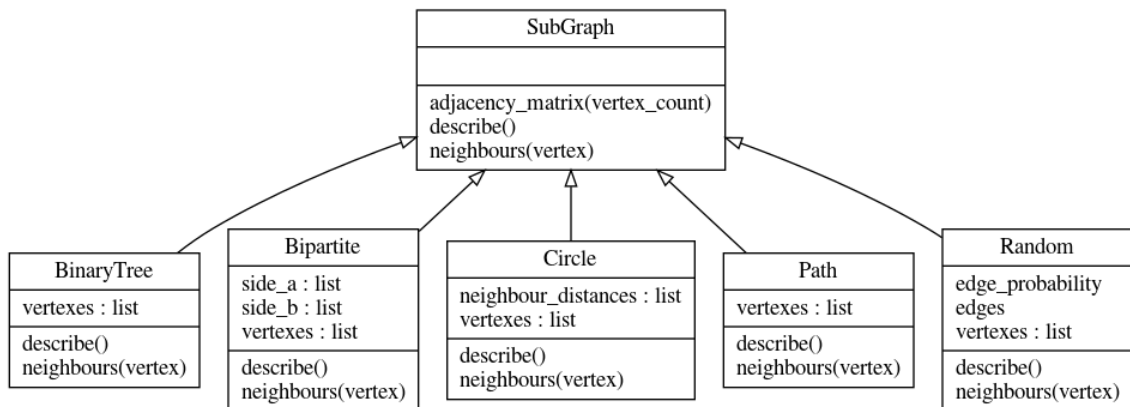 SubGraph
adjacency_matrix(vertex_count)
describe()
neighbours(vertex)
BinaryTree
vertexes : list
describe()
neighbours(vertex)
Bipartite
side_a : list
side_b : list
vertexes : list
describe()
neighbours(vertex)
Circle
neighbour_distances : list
vertexes : list
describe()
neighbours(vertex)
Path
vertexes : list
describe()
neighbours(vertex)
Random
edge_probability
edges
vertexes : list
describe()
neighbours(vertex)